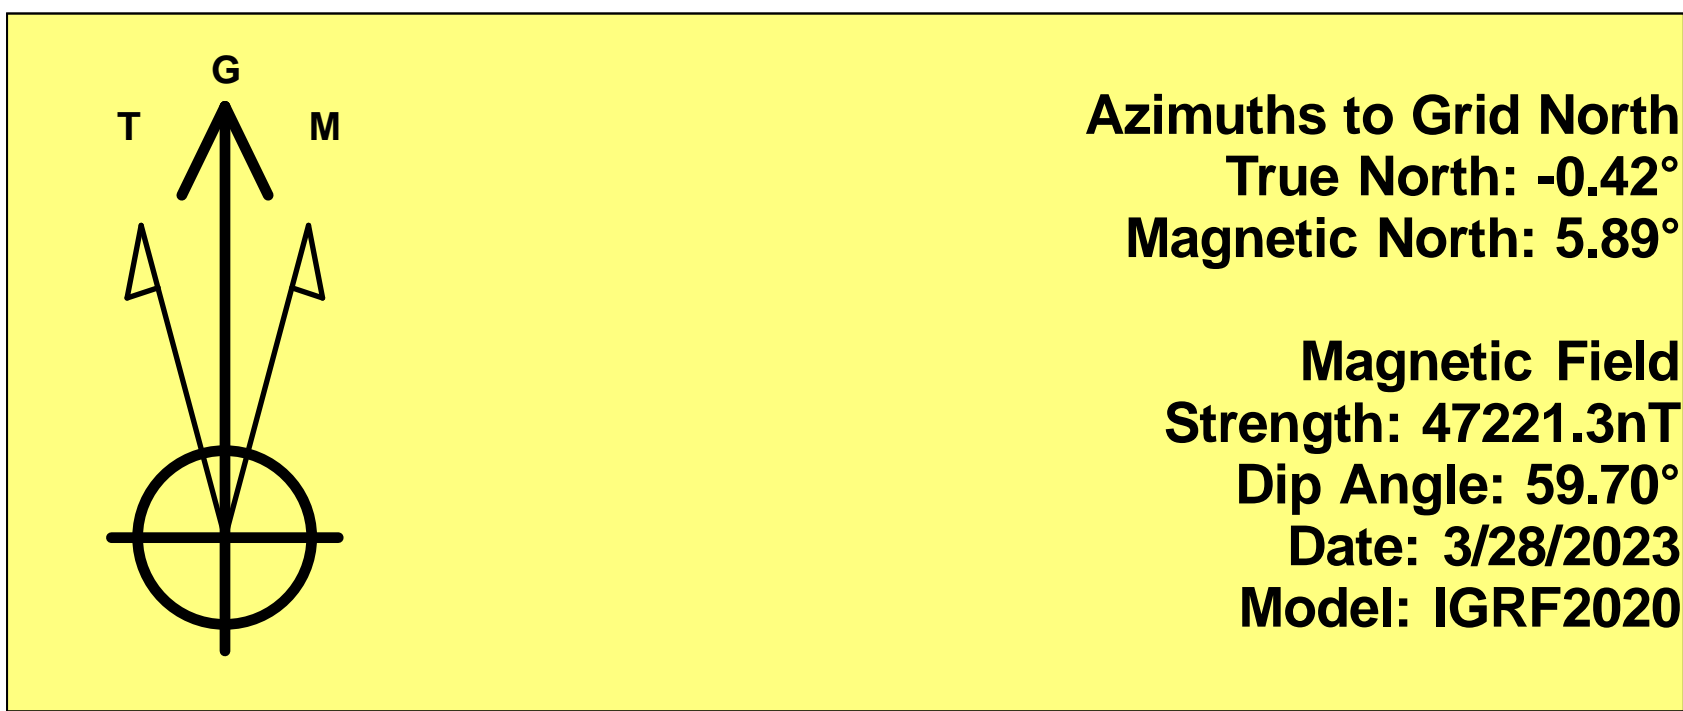 G
T
M
Azimuths to Grid North
True North: -0.42°
Magnetic North: 5.89°
Magnetic Field
Strength: 47221.3nT
Dip Angle: 59.70°
Date: 3/28/2023
Model: IGRF2020